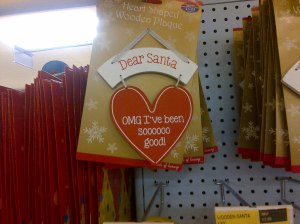 Heart Shaped
Wooden Plaque
Dear Santa
OMG I've been
soooooo
good!
WOODEN SANTA